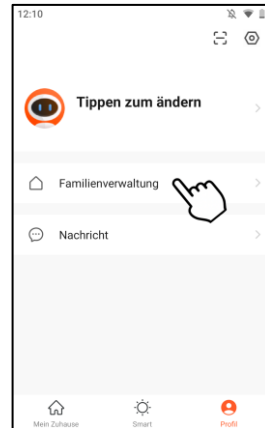 12:10
Tippen zum ändern
Familienverwaltung
Nachricht
Mein Zuhause
Smart
Profil